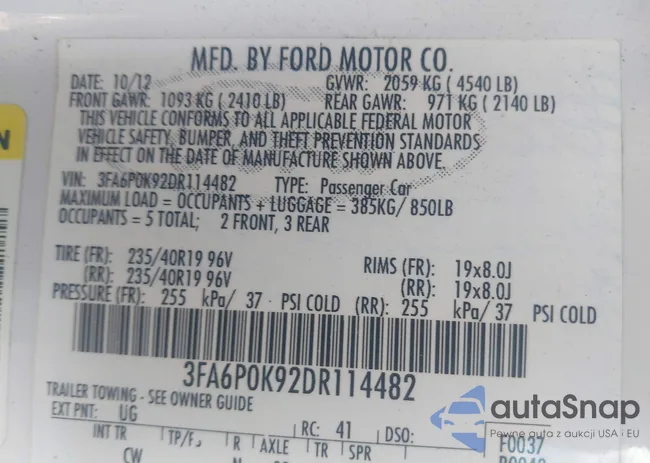 MFD. BY FORD MOTOR CO.
DATE: 10/12 GVWR: 2059 KG ( 4540 LB)
FRONT GAWR: 1093 KG ( 2410 LB) REAR GAWR: 971 KG ( 2140 LB)
THIS VEHICLE CONFORMS TO ALL APPLICABLE FEDERAL MOTOR
VEHICLE SAFETY, BUMPER, AND THEFT PREVENTION STANDARDS
IN EFFECT ON THE DATE OF MANUFACTURE SHOWN ABOVE.
VIN: 3FA6P0K92DR114482 TYPE: Passenger Car
MAXIMUM LOAD = OCCUPANTS + LUGGAGE = 385KG/ 850LB
OCCUPANTS = 5 TOTAL; 2 FRONT, 3 REAR
TIRE (FR): 235/40R19 96V RIMS (FR): 19x8.0J
(RR): 235/40R19 96V (RR): 19x8.0J
PRESSURE (FR): 255 kPa/ 37 PSI COLD (RR): 255 kPa/ 37 PSI COLD
3FA6P0K92DR114482
TRAILER TOWING - SEE OWNER GUIDE
EXT PNT: UG RC: 41 DSO: F0037
INT TR TP/ R AXLE TR SPR
CW
N
autaSnap
Pewne auta z aukcji USA i EU